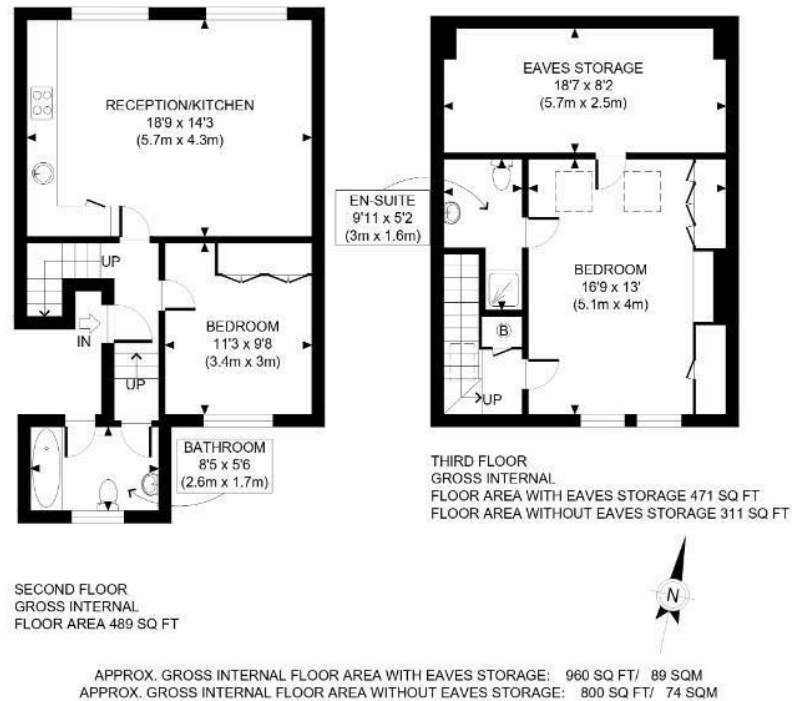 RECEPTION/KITCHEN
18'9 x 14'3
(5.7m x 4.3m)
UP
IN
UP
BEDROOM
11'3 x 9'8
(3.4m x 3m)
BATHROOM
8'5 x 5'6
(2.6m x 1.7m)
SECOND FLOOR
GROSS INTERNAL
FLOOR AREA 489 SQ FT
EAVES STORAGE
18'7 x 8'2
(5.7m x 2.5m)
EN-SUITE
9'11 x 5'2
(3m x 1.6m)
BEDROOM
16'9 x 13'
(5.1m x 4m)
B
UP
THIRD FLOOR
GROSS INTERNAL
FLOOR AREA WITH EAVES STORAGE 471 SQ FT
FLOOR AREA WITHOUT EAVES STORAGE 311 SQ FT
N
APPROX. GROSS INTERNAL FLOOR AREA WITH EAVES STORAGE: 960 SQ FT/ 89 SQM
APPROX. GROSS INTERNAL FLOOR AREA WITHOUT EAVES STORAGE: 800 SQ FT/ 74 SQM